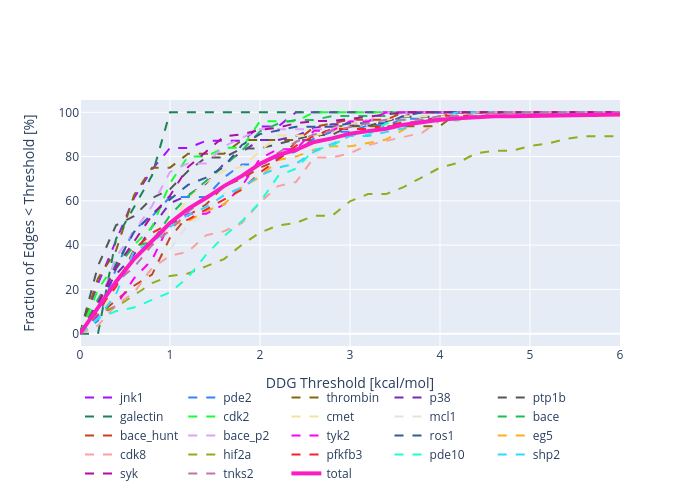 Fraction of Edges < Threshold [%]
100
80
60
40
20
0
0 1 2 3 4 5 6
DDG Threshold [kcal/mol]
jnk1 pde2 thrombin p38 ptp1b
galectin cdk2 cmet mcl1 bace
bace_hunt bace_p2 tyk2 ros1 eg5
cdk8 hif2a pfkfb3 pde10 shp2
syk tnks2 total